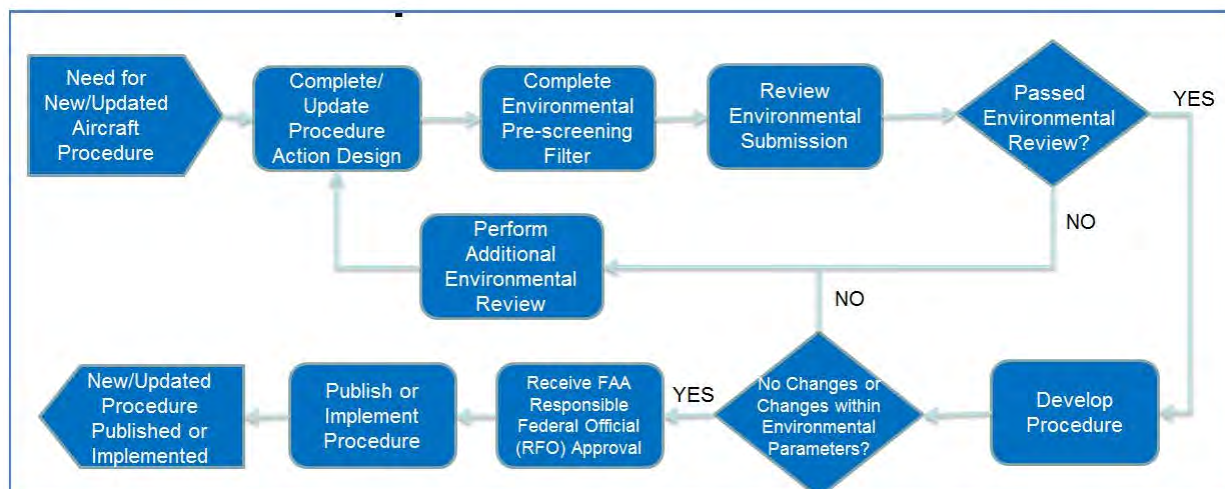 Need for
New/Updated
Aircraft
Procedure
Complete/
Update
Procedure
Action Design
Complete
Environmental
Pre-screening
Filter
Review
Environmental
Submission
Passed
Environmental
Review?
YES
NO
Perform
Additional
Environmental
Review
NO
New/Updated
Procedure
Published or
Implemented
Publish or
Implement
Procedure
Receive FAA
Responsible
Federal Official
(RFO) Approval
YES
No Changes or
Changes within
Environmental
Parameters?
Develop
Procedure